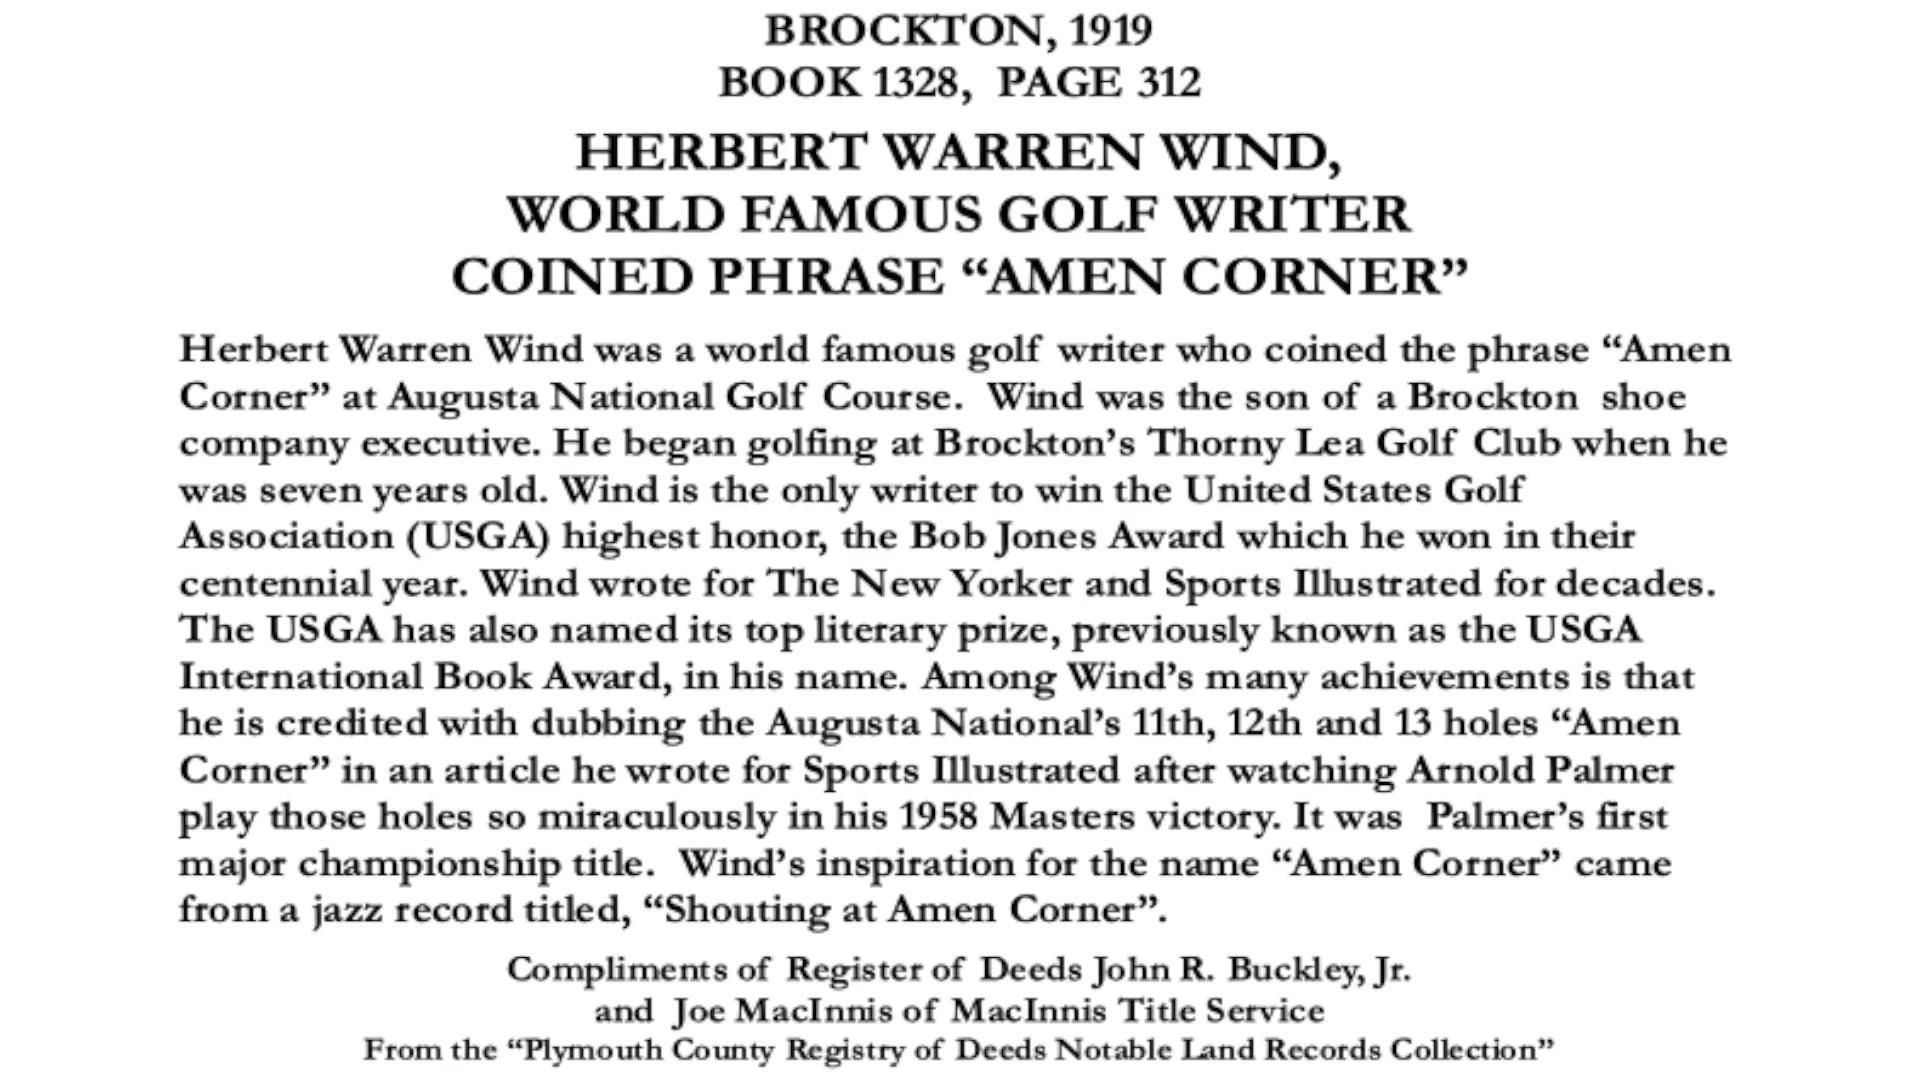 BROCKTON, 1919
BOOK 1328, PAGE 312
HERBERT WARREN WIND,
WORLD FAMOUS GOLF WRITER
COINED PHRASE “AMEN CORNER”
Herbert Warren Wind was a world famous golf writer who coined the phrase “Amen
Corner” at Augusta National Golf Course. Wind was the son of a Brockton shoe
company executive. He began golfing at Brockton’s Thorny Lea Golf Club when he
was seven years old. Wind is the only writer to win the United States Golf
Association (USGA) highest honor, the Bob Jones Award which he won in their
centennial year. Wind wrote for The New Yorker and Sports Illustrated for decades.
The USGA has also named its top literary prize, previously known as the USGA
International Book Award, in his name. Among Wind’s many achievements is that
he is credited with dubbing the Augusta National’s 11th, 12th and 13 holes “Amen
Corner” in an article he wrote for Sports Illustrated after watching Arnold Palmer
play those holes so miraculously in his 1958 Masters victory. It was Palmer’s first
major championship title. Wind’s inspiration for the name “Amen Corner” came
from a jazz record titled, “Shouting at Amen Corner”.
Compliments of Register of Deeds John R. Buckley, Jr.
and Joe MacInnis of MacInnis Title Service
From the “Plymouth County Registry of Deeds Notable Land Records Collection”